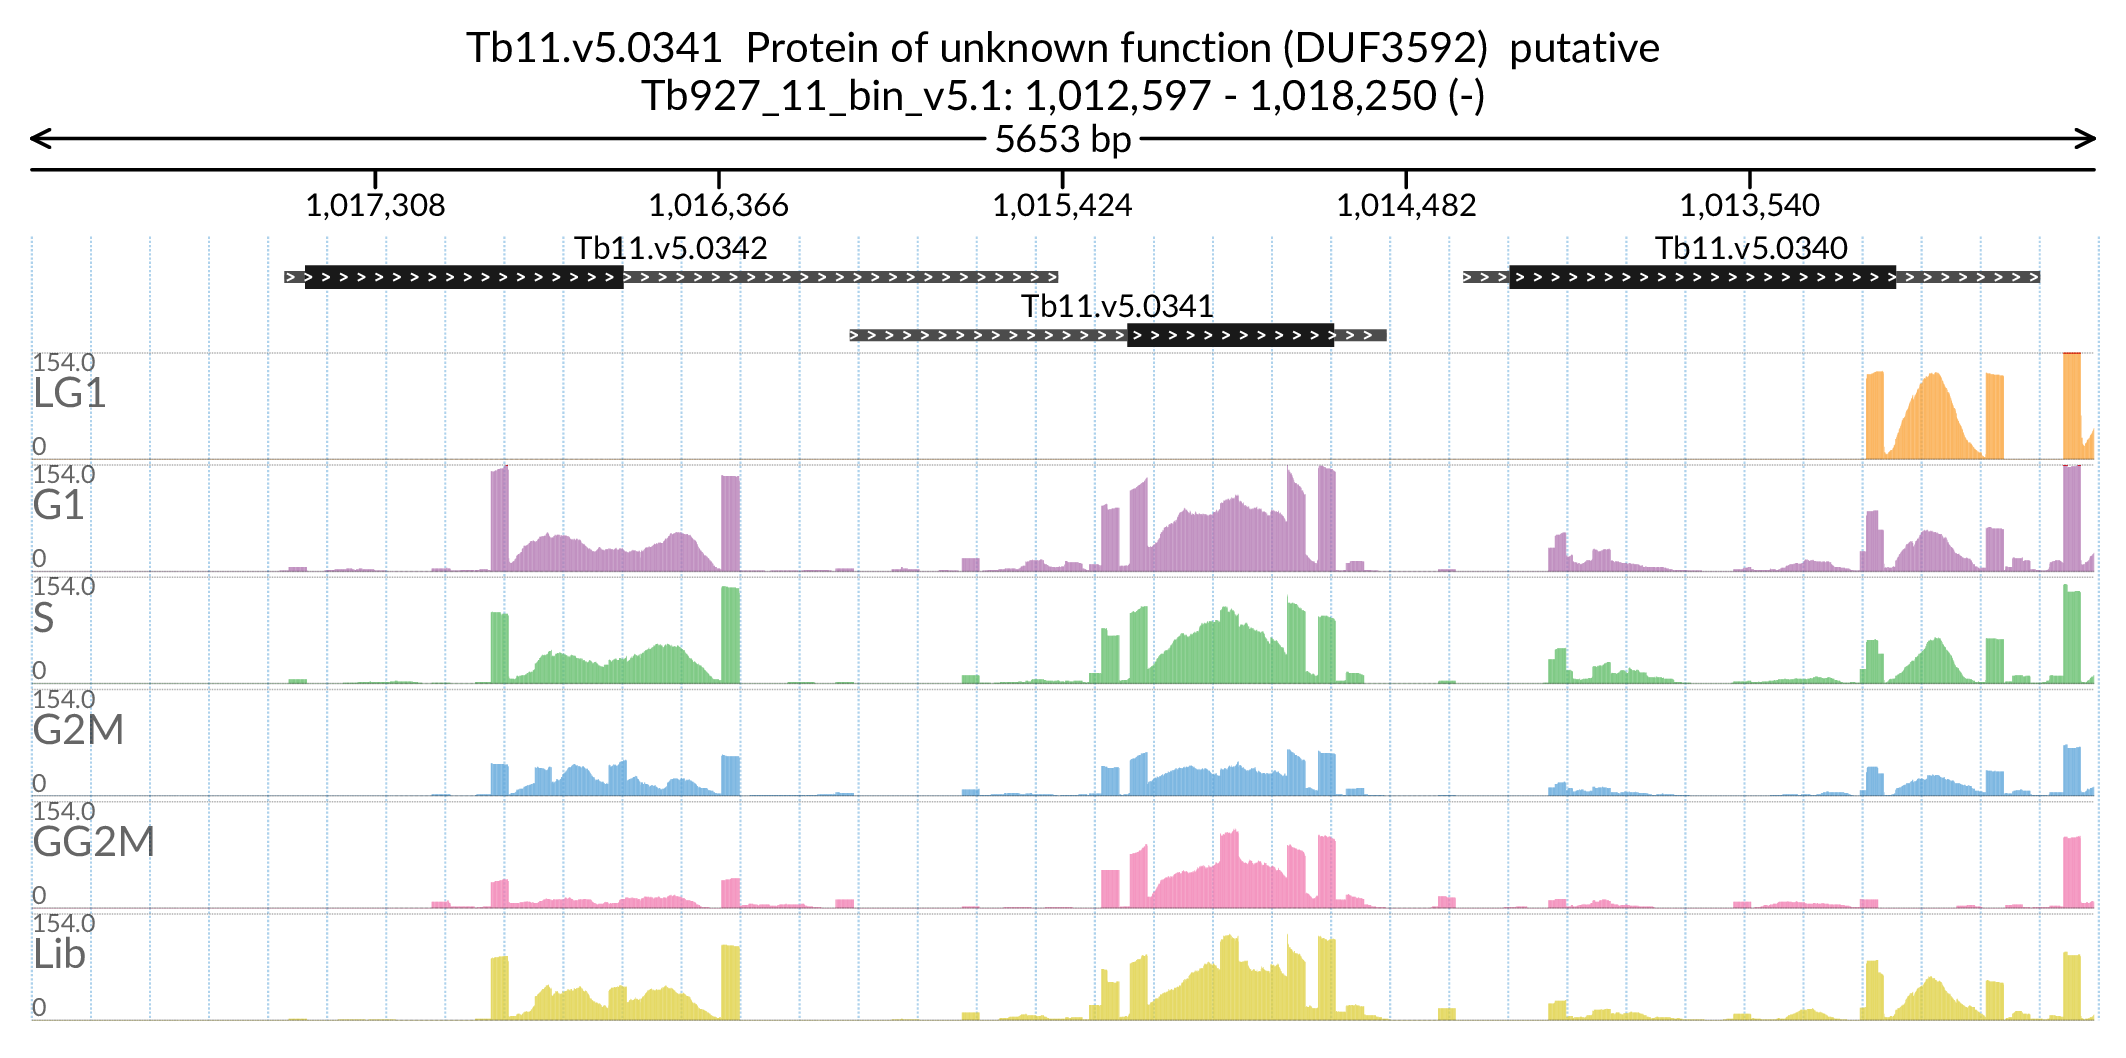 Tb11.v5.0341 Protein of unknown function (DUF3592) putative
Tb927_11_bin_v5.1: 1,012,597 - 1,018,250 (-)
5653 bp
1,017,308 1,016,366 1,015,424 1,014,482 1,013,540
Tb11.v5.0342 Tb11.v5.0340
Tb11.v5.0341
154.0
LG1
0
154.0
G1
0
154.0
S
0
154.0
G2M
0
154.0
GG2M
0
154.0
Lib
0